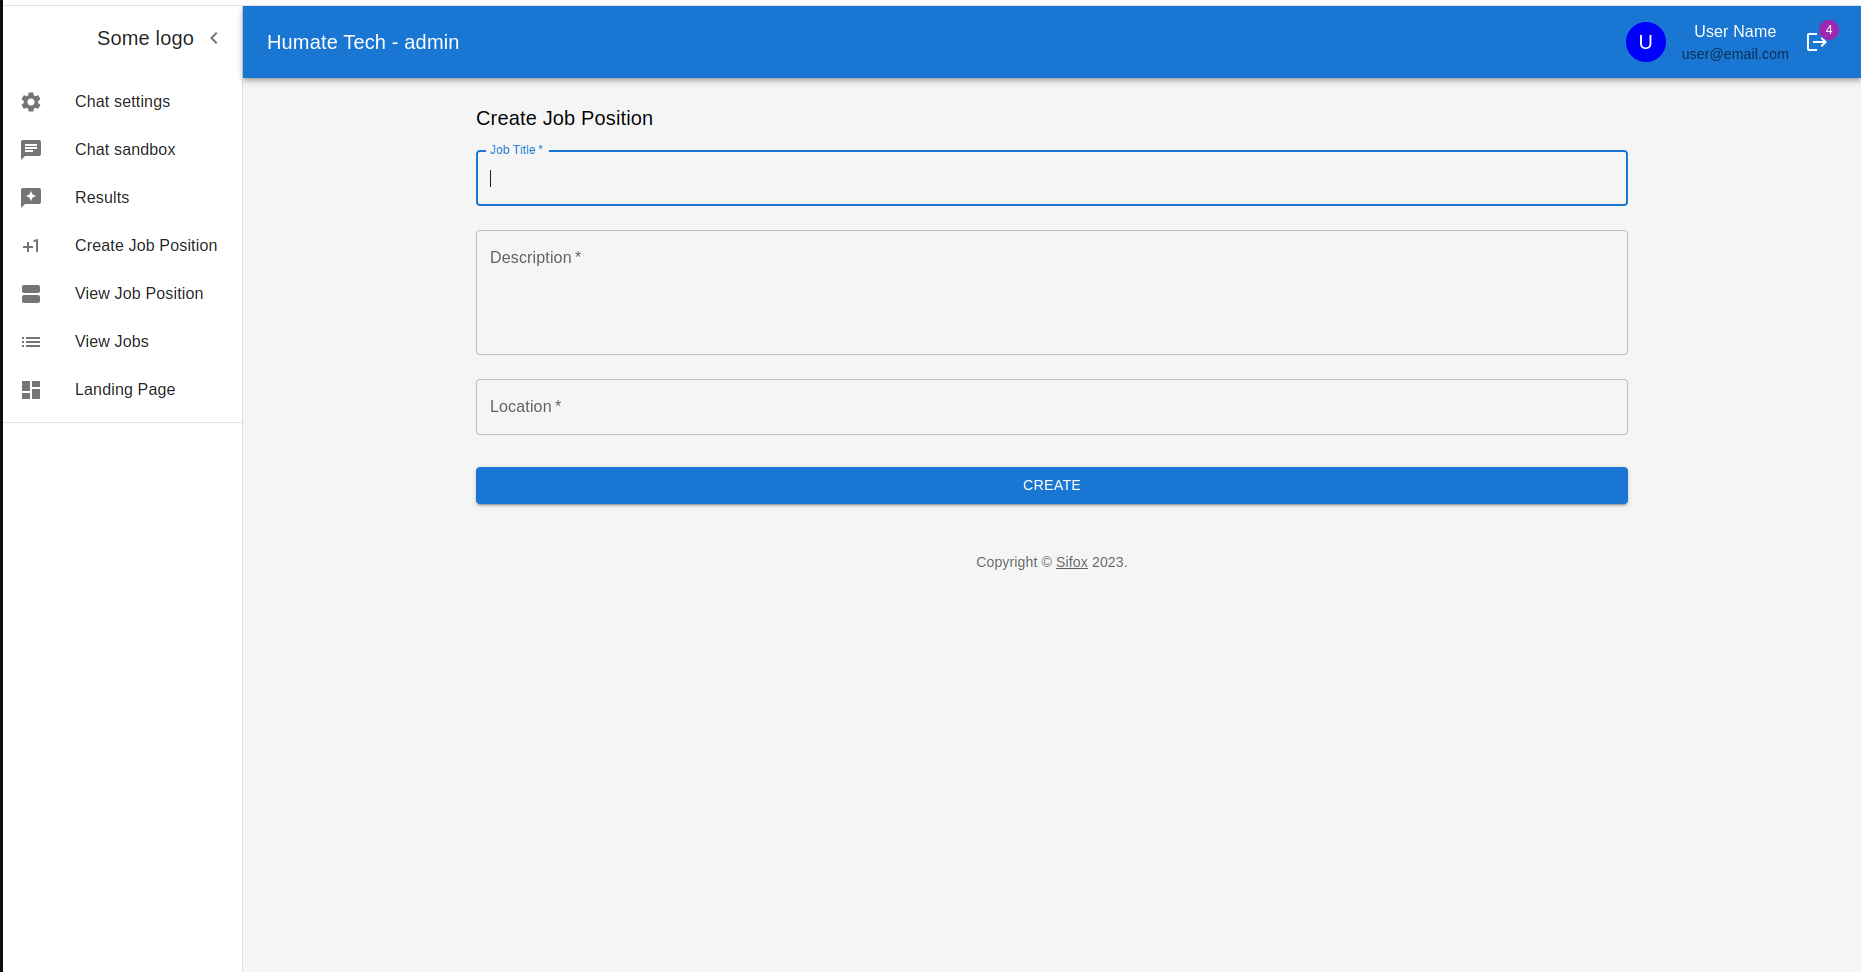 Some logo
Humate Tech - admin
U
User Name
user@email.com
4
Chat settings
Chat sandbox
Results
+1
Create Job Position
View Job Position
View Jobs
Landing Page
Create Job Position
Job Title *
Description *
Location *
CREATE
Copyright © Sifox 2023.